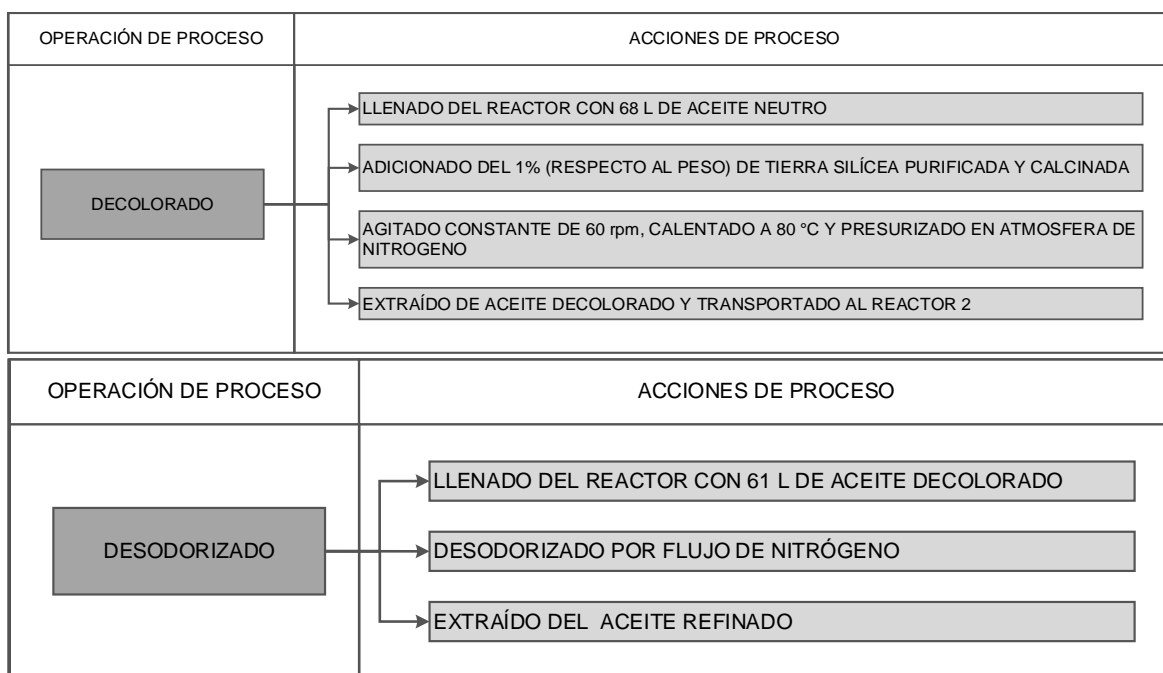 OPERACIÓN DE PROCESO
ACCIONES DE PROCESO
DECOLORADO
LLENADO DEL REACTOR CON 68 L DE ACEITE NEUTRO
ADICIONADO DEL 1% (RESPECTO AL PESO) DE TIERRA SILÍCEA PURIFICADA Y CALCINADA
AGITADO CONSTANTE DE 60 rpm, CALENTADO A 80 °C Y PRESURIZADO EN ATMOSFERA DE
NITROGENO
EXTRAÍDO DE ACEITE DECOLORADO Y TRANSPORTADO AL REACTOR 2
OPERACIÓN DE PROCESO
ACCIONES DE PROCESO
DESODORIZADO
LLENADO DEL REACTOR CON 61 L DE ACEITE DECOLORADO
DESODORIZADO POR FLUJO DE NITRÓGENO
EXTRAÍDO DEL ACEITE REFINADO